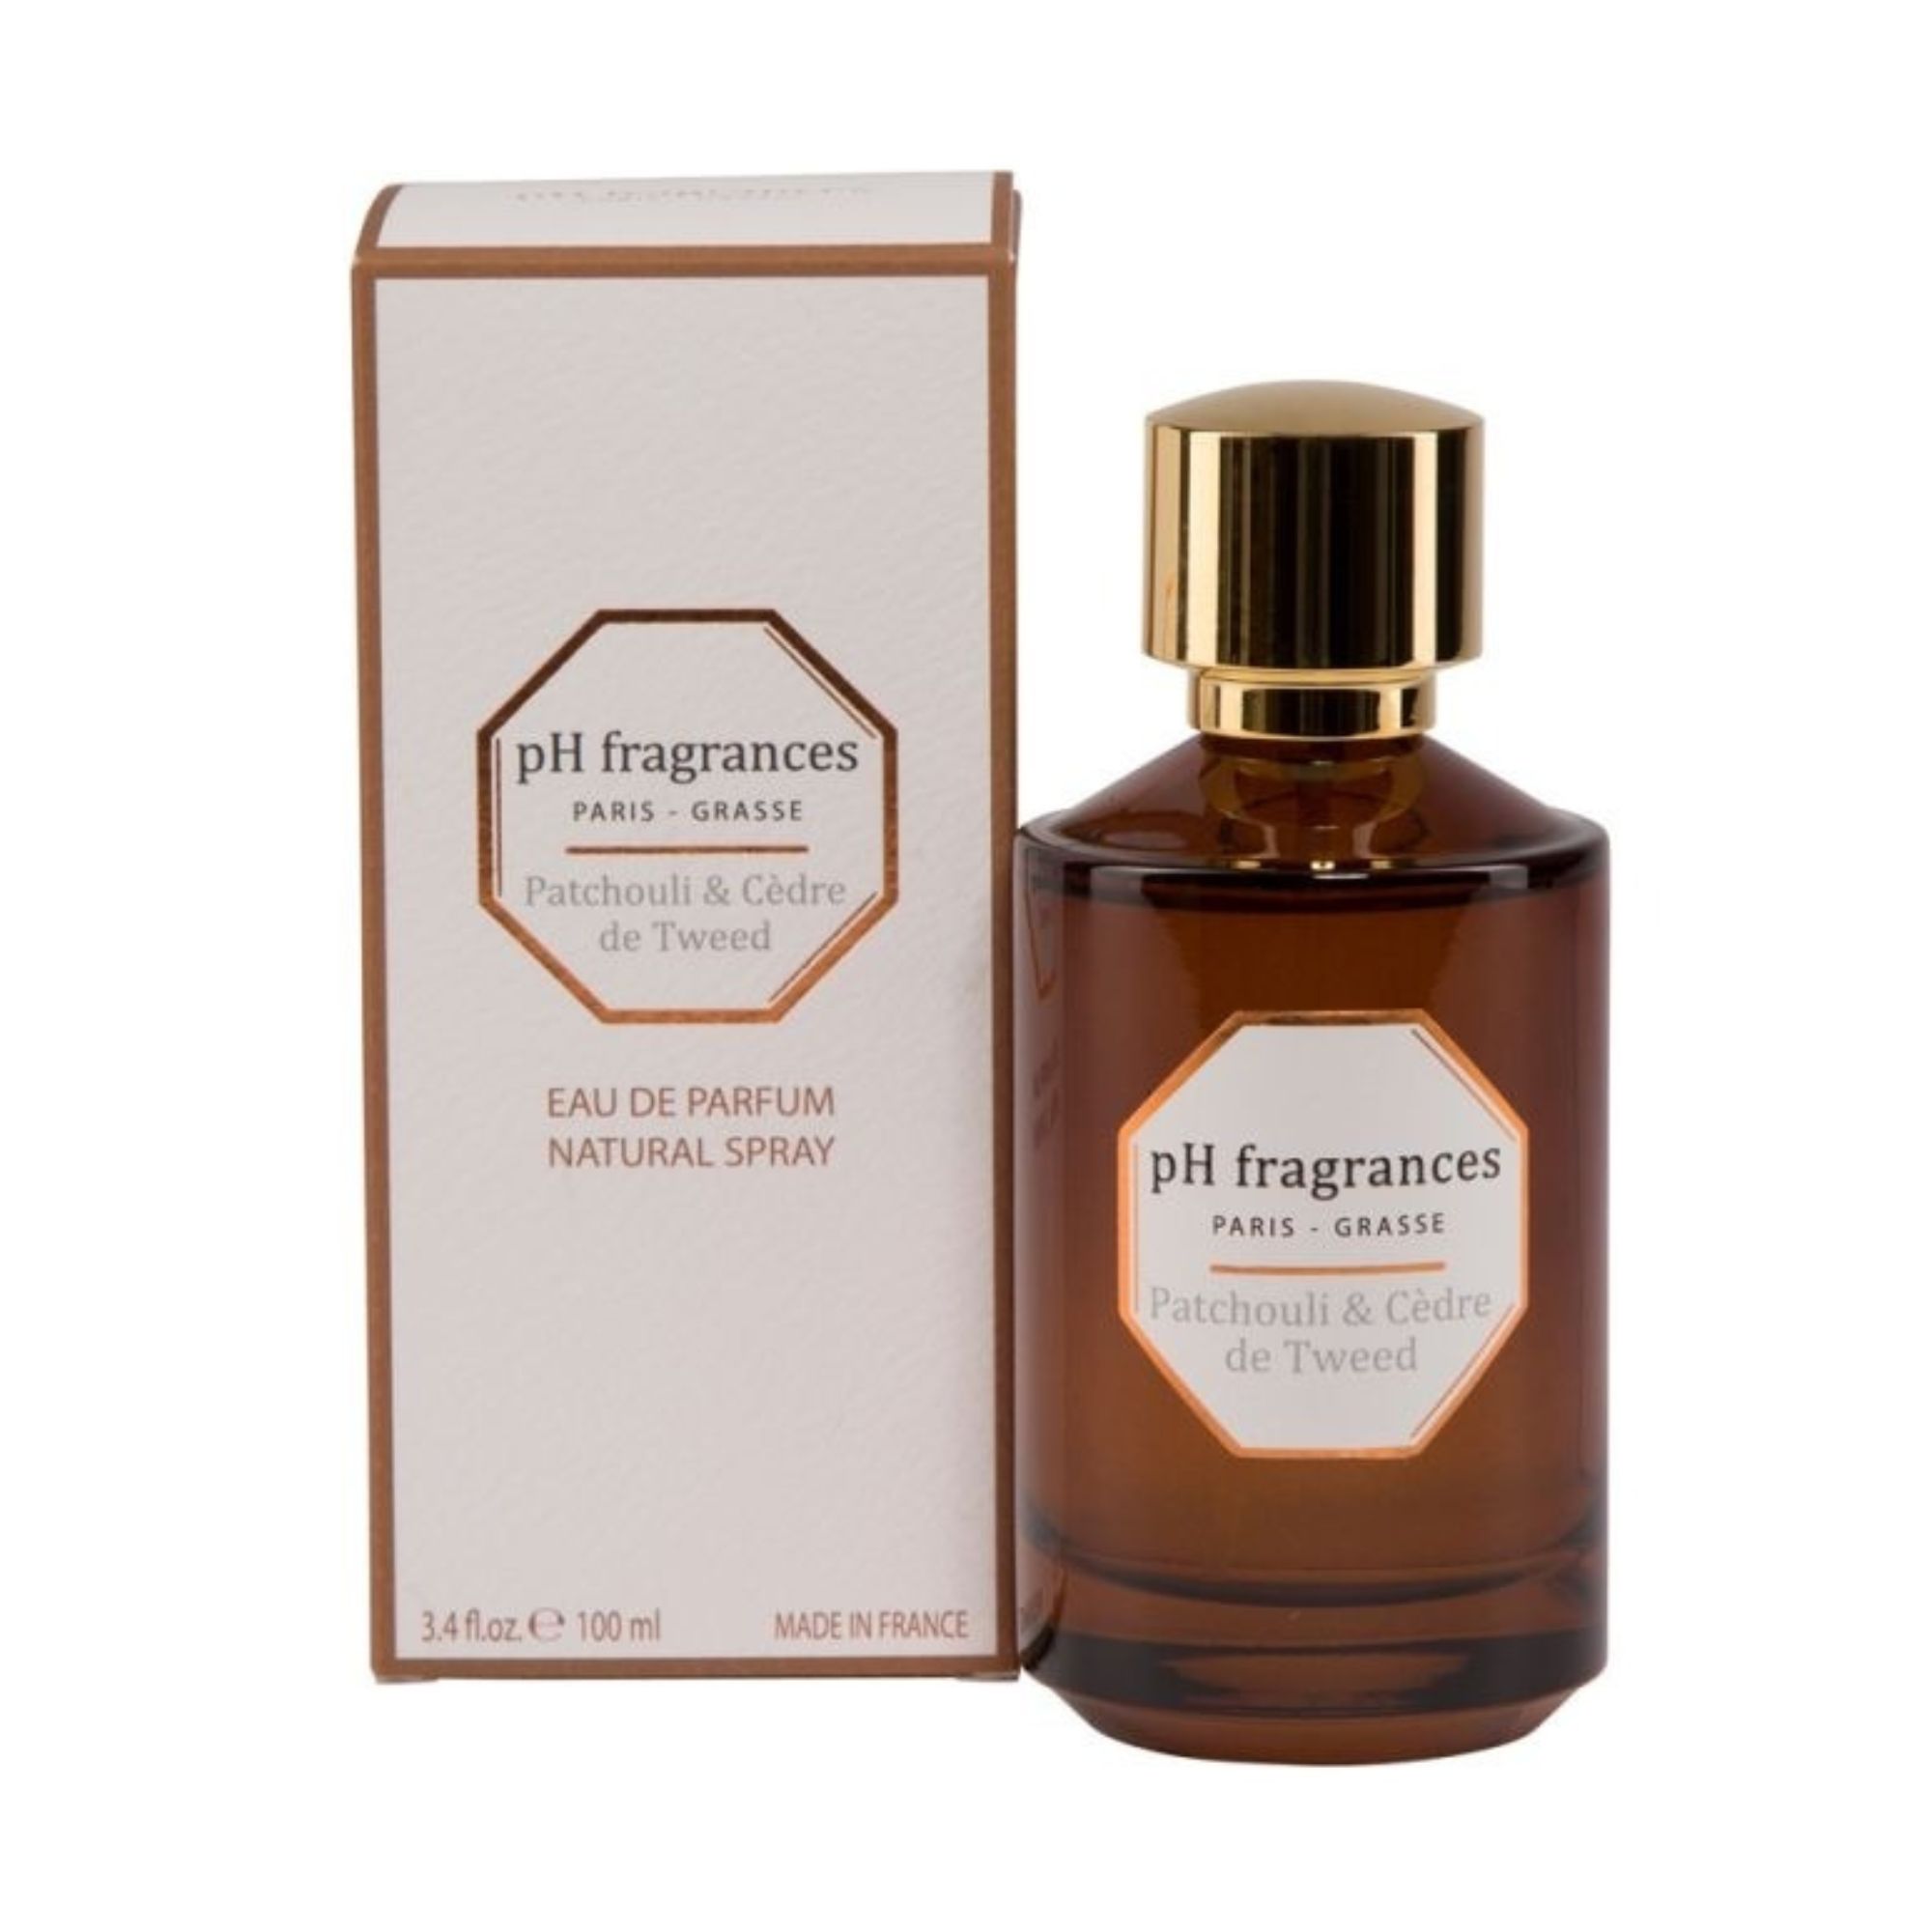 pH fragrances
PARIS - GRASSE
Patchouli & Cèdre
de Tweed
EAU DE PARFUM
NATURAL SPRAY
3.4 fl.oz. ℮ 100 ml
MADE IN FRANCE
pH fragrances
PARIS - GRASSE
Patchouli & Cèdre
de Tweed